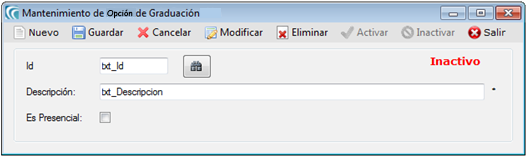 Mantenimiento de Opción de Graduación
Nuevo Guardar Cancelar Modificar Eliminar Activar Inactivar Salir
Id txt_Id Inactivo
Descripción: txt_Descripcion *
Es Presencial: